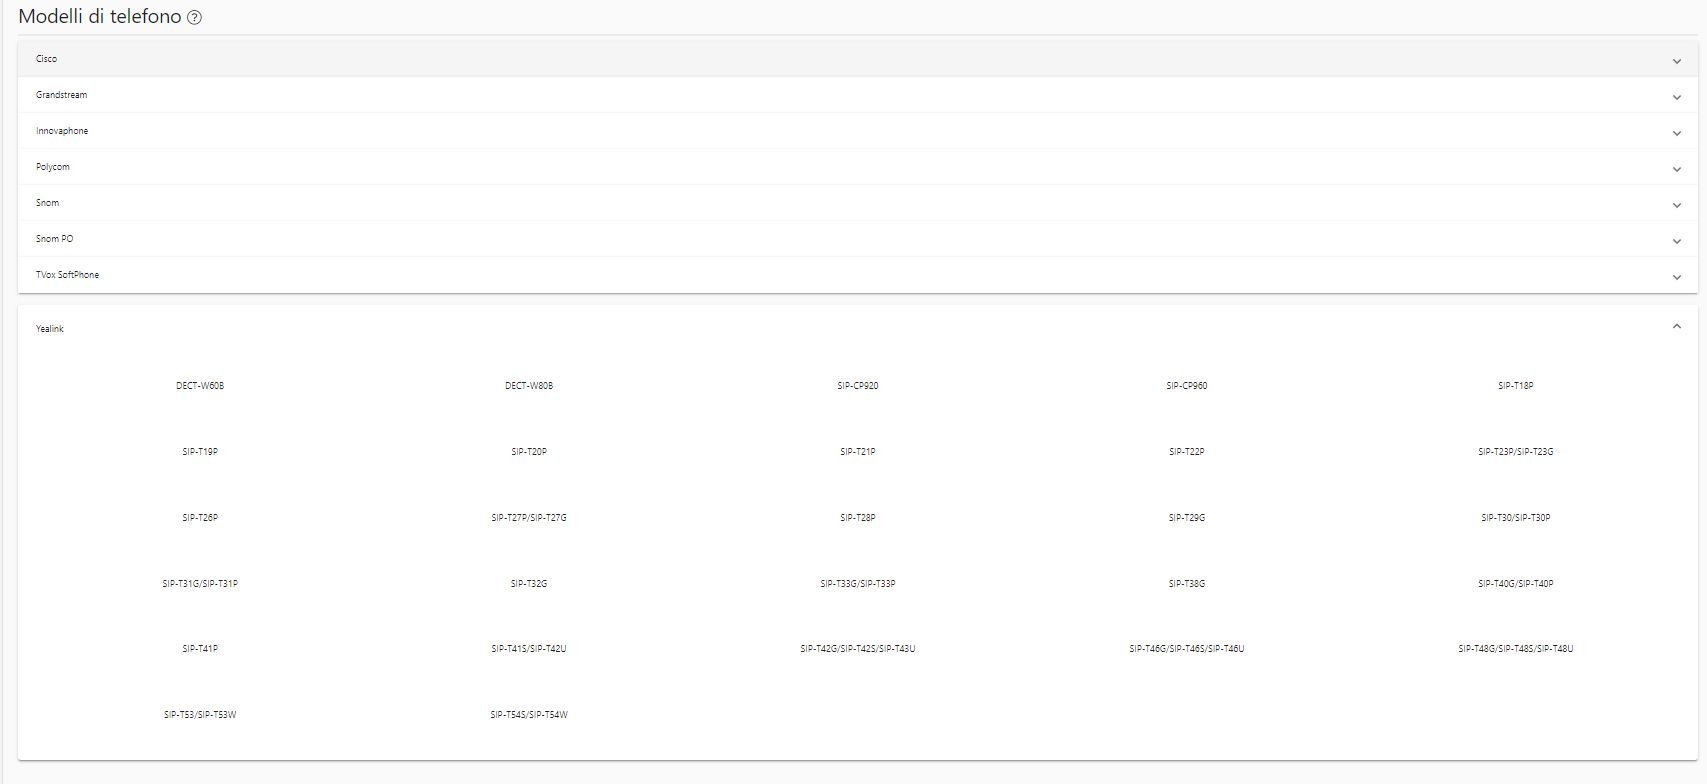 Modelli di telefono ?
Cisco
Grandstream
Innovaphone
Polycom
Snom
Snom PO
TVox SoftPhone
Yealink
DECT-W60B DECT-W80B SIP-CP920 SIP-CP960 SIP-T18P
SIP-T19P SIP-T20P SIP-T21P SIP-T22P SIP-T23P/SIP-T23G
SIP-T26P SIP-T27P/SIP-T27G SIP-T28P SIP-T29G SIP-T30/SIP-T30P
SIP-T31G/SIP-T31P SIP-T32G SIP-T33G/SIP-T33P SIP-T38G SIP-T40G/SIP-T40P
SIP-T41P SIP-T41S/SIP-T42U SIP-T42G/SIP-T42S/SIP-T43U SIP-T46G/SIP-T46S/SIP-T46U SIP-T48G/SIP-T48S/SIP-T48U
SIP-T53/SIP-T53W SIP-T54S/SIP-T54W